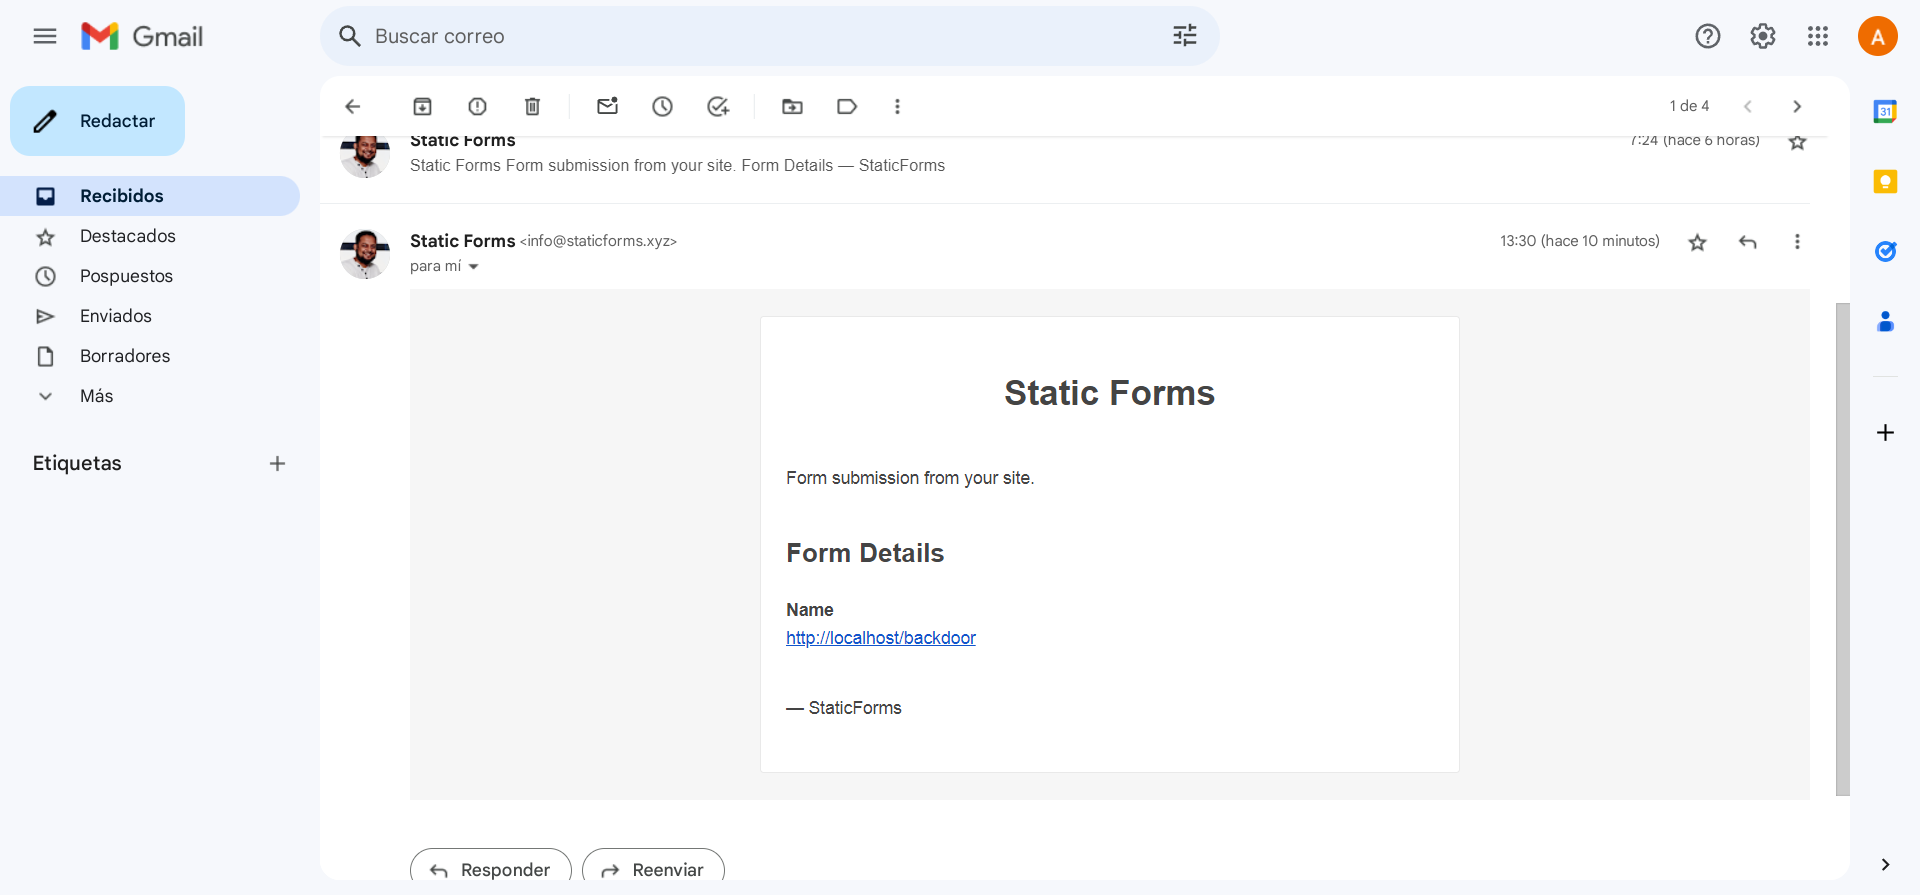 Gmail
Buscar correo
A
Redactar
Recibidos
Destacados
Pospuestos
Enviados
Borradores
Más
Etiquetas
1 de 4
Static Forms
7:24 (hace 6 horas)
Static Forms Form submission from your site. Form Details — StaticForms
Static Forms <info@staticforms.xyz>
13:30 (hace 10 minutos)
para mí
Static Forms
Form submission from your site.
Form Details
Name
http://localhost/backdoor
— StaticForms
Responder
Reenviar
31